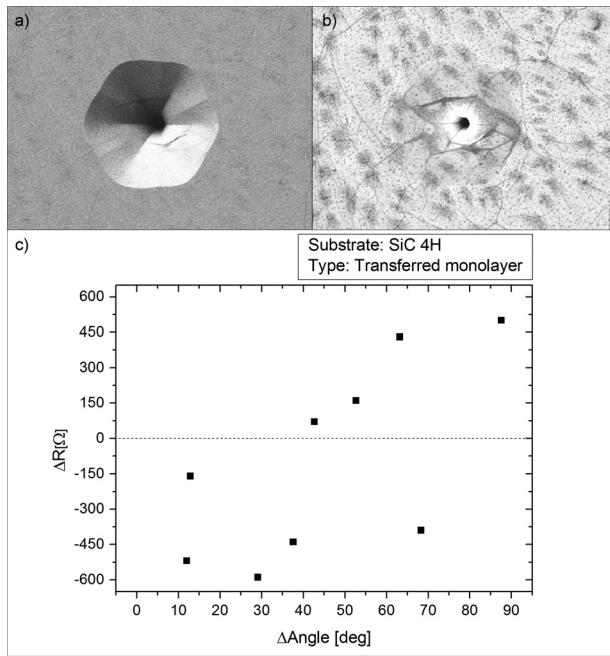 a)
b)
c)
Substrate: SiC 4H
Type: Transferred monolayer
600
450
300
150
0
-150
-300
-450
-600
ΔR[Ω]
0 10 20 30 40 50 60 70 80 90
ΔAngle [deg]